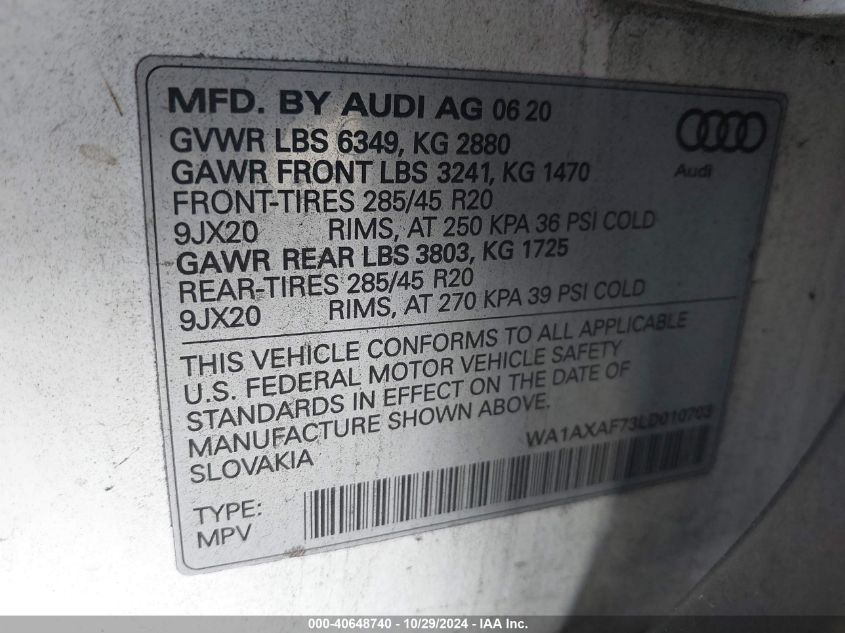 MFD. BY AUDI AG 06 20
GVWR LBS 6349, KG 2880
GAWR FRONT LBS 3241, KG 1470
FRONT-TIRES 285/45 R20
9JX20 RIMS, AT 250 KPA 36 PSI COLD
GAWR REAR LBS 3803, KG 1725
REAR-TIRES 285/45 R20
9JX20 RIMS, AT 270 KPA 39 PSI COLD
Audi
THIS VEHICLE CONFORMS TO ALL APPLICABLE
U.S. FEDERAL MOTOR VEHICLE SAFETY
STANDARDS IN EFFECT ON THE DATE OF
MANUFACTURE SHOWN ABOVE.
SLOVAKIA
WA1AXAF73LD010703
TYPE:
MPV
000-40648740 - 10/29/2024 - IAA Inc.